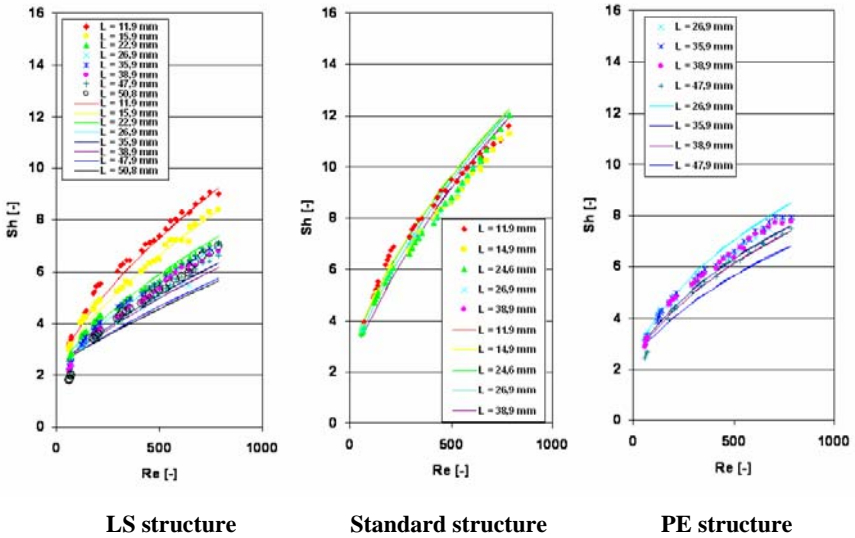 16
14
12
10
8
6
4
2
0
Sh [-]
L = 11,9 mm
L = 15,9 mm
L = 22,9 mm
L = 26,9 mm
L = 35,9 mm
L = 38,9 mm
L = 47,9 mm
L = 50,8 mm
L = 11,9 mm
L = 15,9 mm
L = 22,9 mm
L = 26,9 mm
L = 35,9 mm
L = 38,9 mm
L = 47,9 mm
L = 50,8 mm
0 500 1000
Re [-]
LS structure
16
14
12
10
8
6
4
2
0
Sh [-]
L = 11,9 mm
L = 14,9 mm
L = 24,6 mm
L = 26,9 mm
L = 38,9 mm
L = 11,9 mm
L = 14,9 mm
L = 24,6 mm
L = 26,9 mm
L = 38,9 mm
0 500 1000
Re [-]
Standard structure
16
14
12
10
8
6
4
2
0
Sh [-]
L = 26,9 mm
L = 35,9 mm
L = 38,9 mm
L = 47,9 mm
L = 26,9 mm
L = 35,9 mm
L = 38,9 mm
L = 47,9 mm
0 500 1000
Re [-]
PE structure